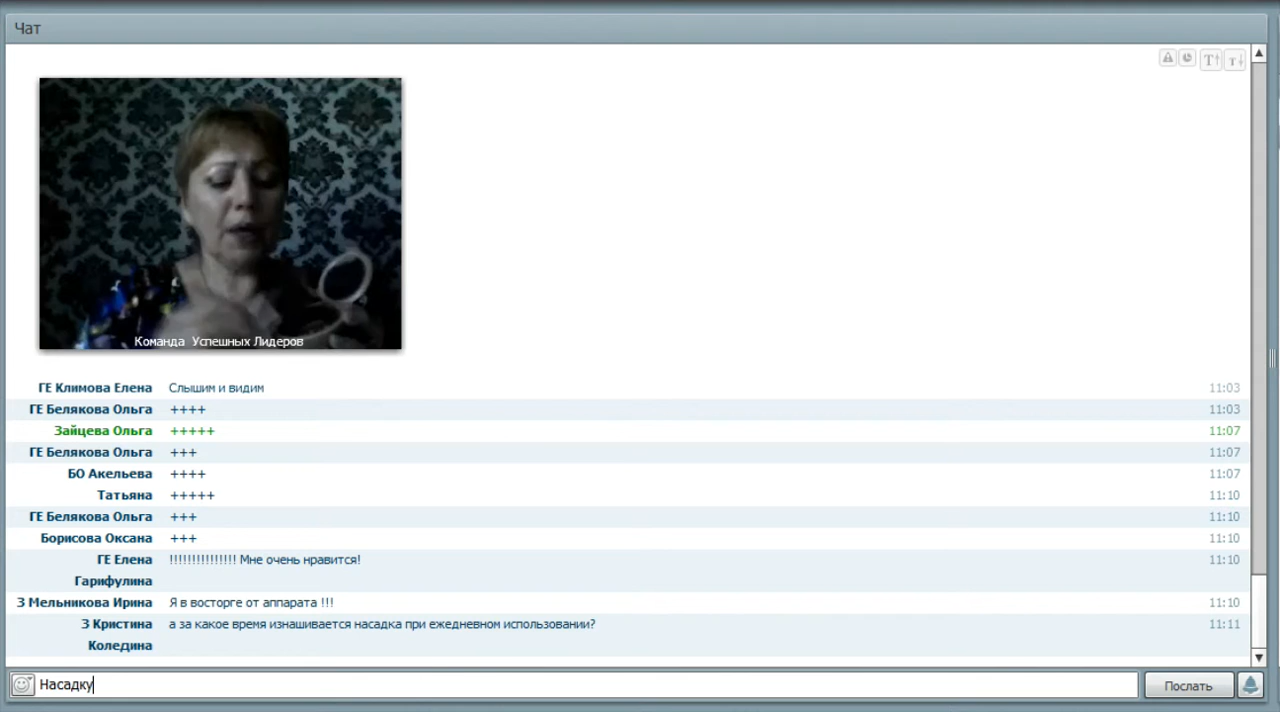 Чат
Команда Успешных Лидеров
ГЕ Климова Елена Слышим и видим 11:03
ГЕ Белякова Ольга ++++ 11:03
Зайцева Ольга +++++ 11:07
ГЕ Белякова Ольга +++ 11:07
БО Акельева ++++ 11:07
Татьяна +++++ 11:10
ГЕ Белякова Ольга +++ 11:10
Борисова Оксана +++ 11:10
ГЕ Елена !!!!!!!!!!!!!!! Мне очень нравится! 11:10
Гарифулина
З Мельникова Ирина Я в восторге от аппарата !!! 11:10
З Кристина а за какое время изнашивается насадка при ежедневном использовании? 11:11
Коледина
Насадку Послать